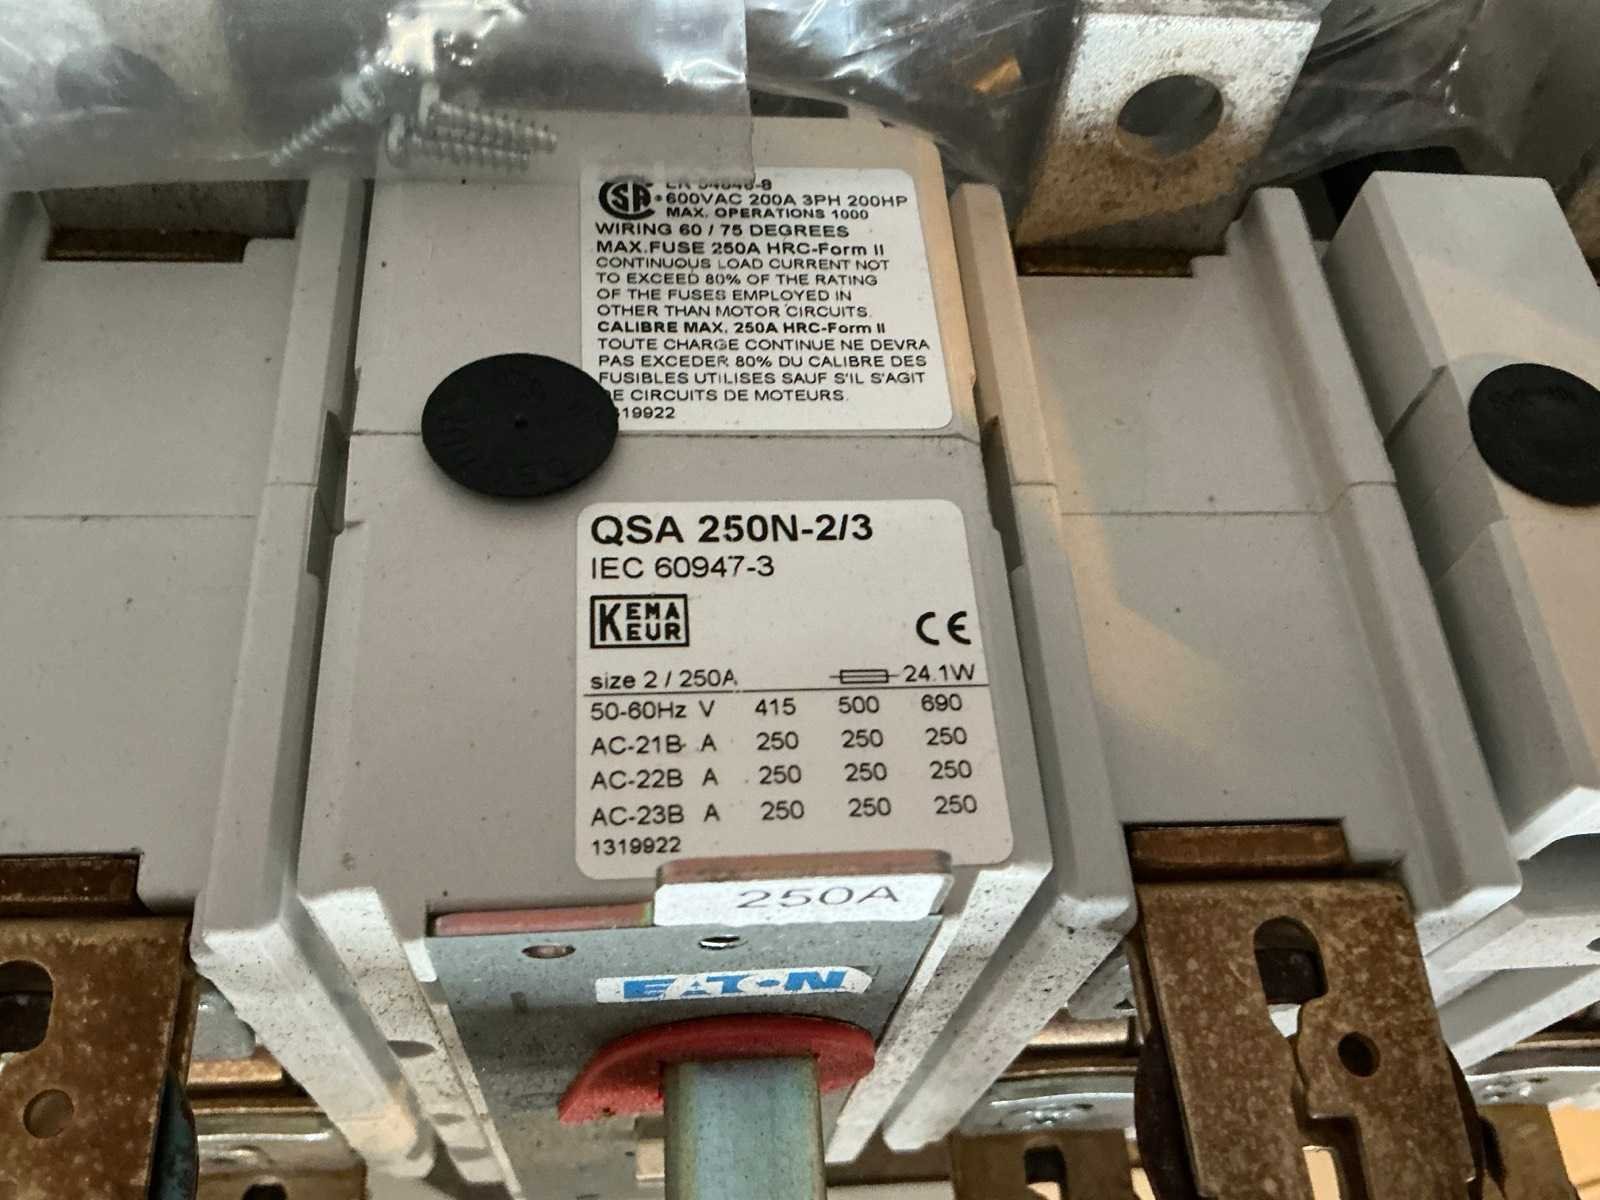 600VAC 200A 3PH 200HP
MAX. OPERATIONS 1000
WIRING 60 / 75 DEGREES
MAX.FUSE 250A HRC-Form II
CONTINUOUS LOAD CURRENT NOT
TO EXCEED 80% OF THE RATING
OF THE FUSES EMPLOYED IN
OTHER THAN MOTOR CIRCUITS.
CALIBRE MAX. 250A HRC-Form II
TOUTE CHARGE CONTINUE NE DEVRA
PAS EXCEDER 80% DU CALIBRE DES
FUSIBLES UTILISES SAUF S'IL S'AGIT
CIRCUITS DE MOTEURS.
QSA 250N-2/3
IEC 60947-3
KEMA
KEUR
CE
size 2 / 250A 24.1W
50-60Hz V 415 500 690
AC-21B A 250 250 250
AC-22B A 250 250 250
AC-23B A 250 250 250
1319922
250A
EATON